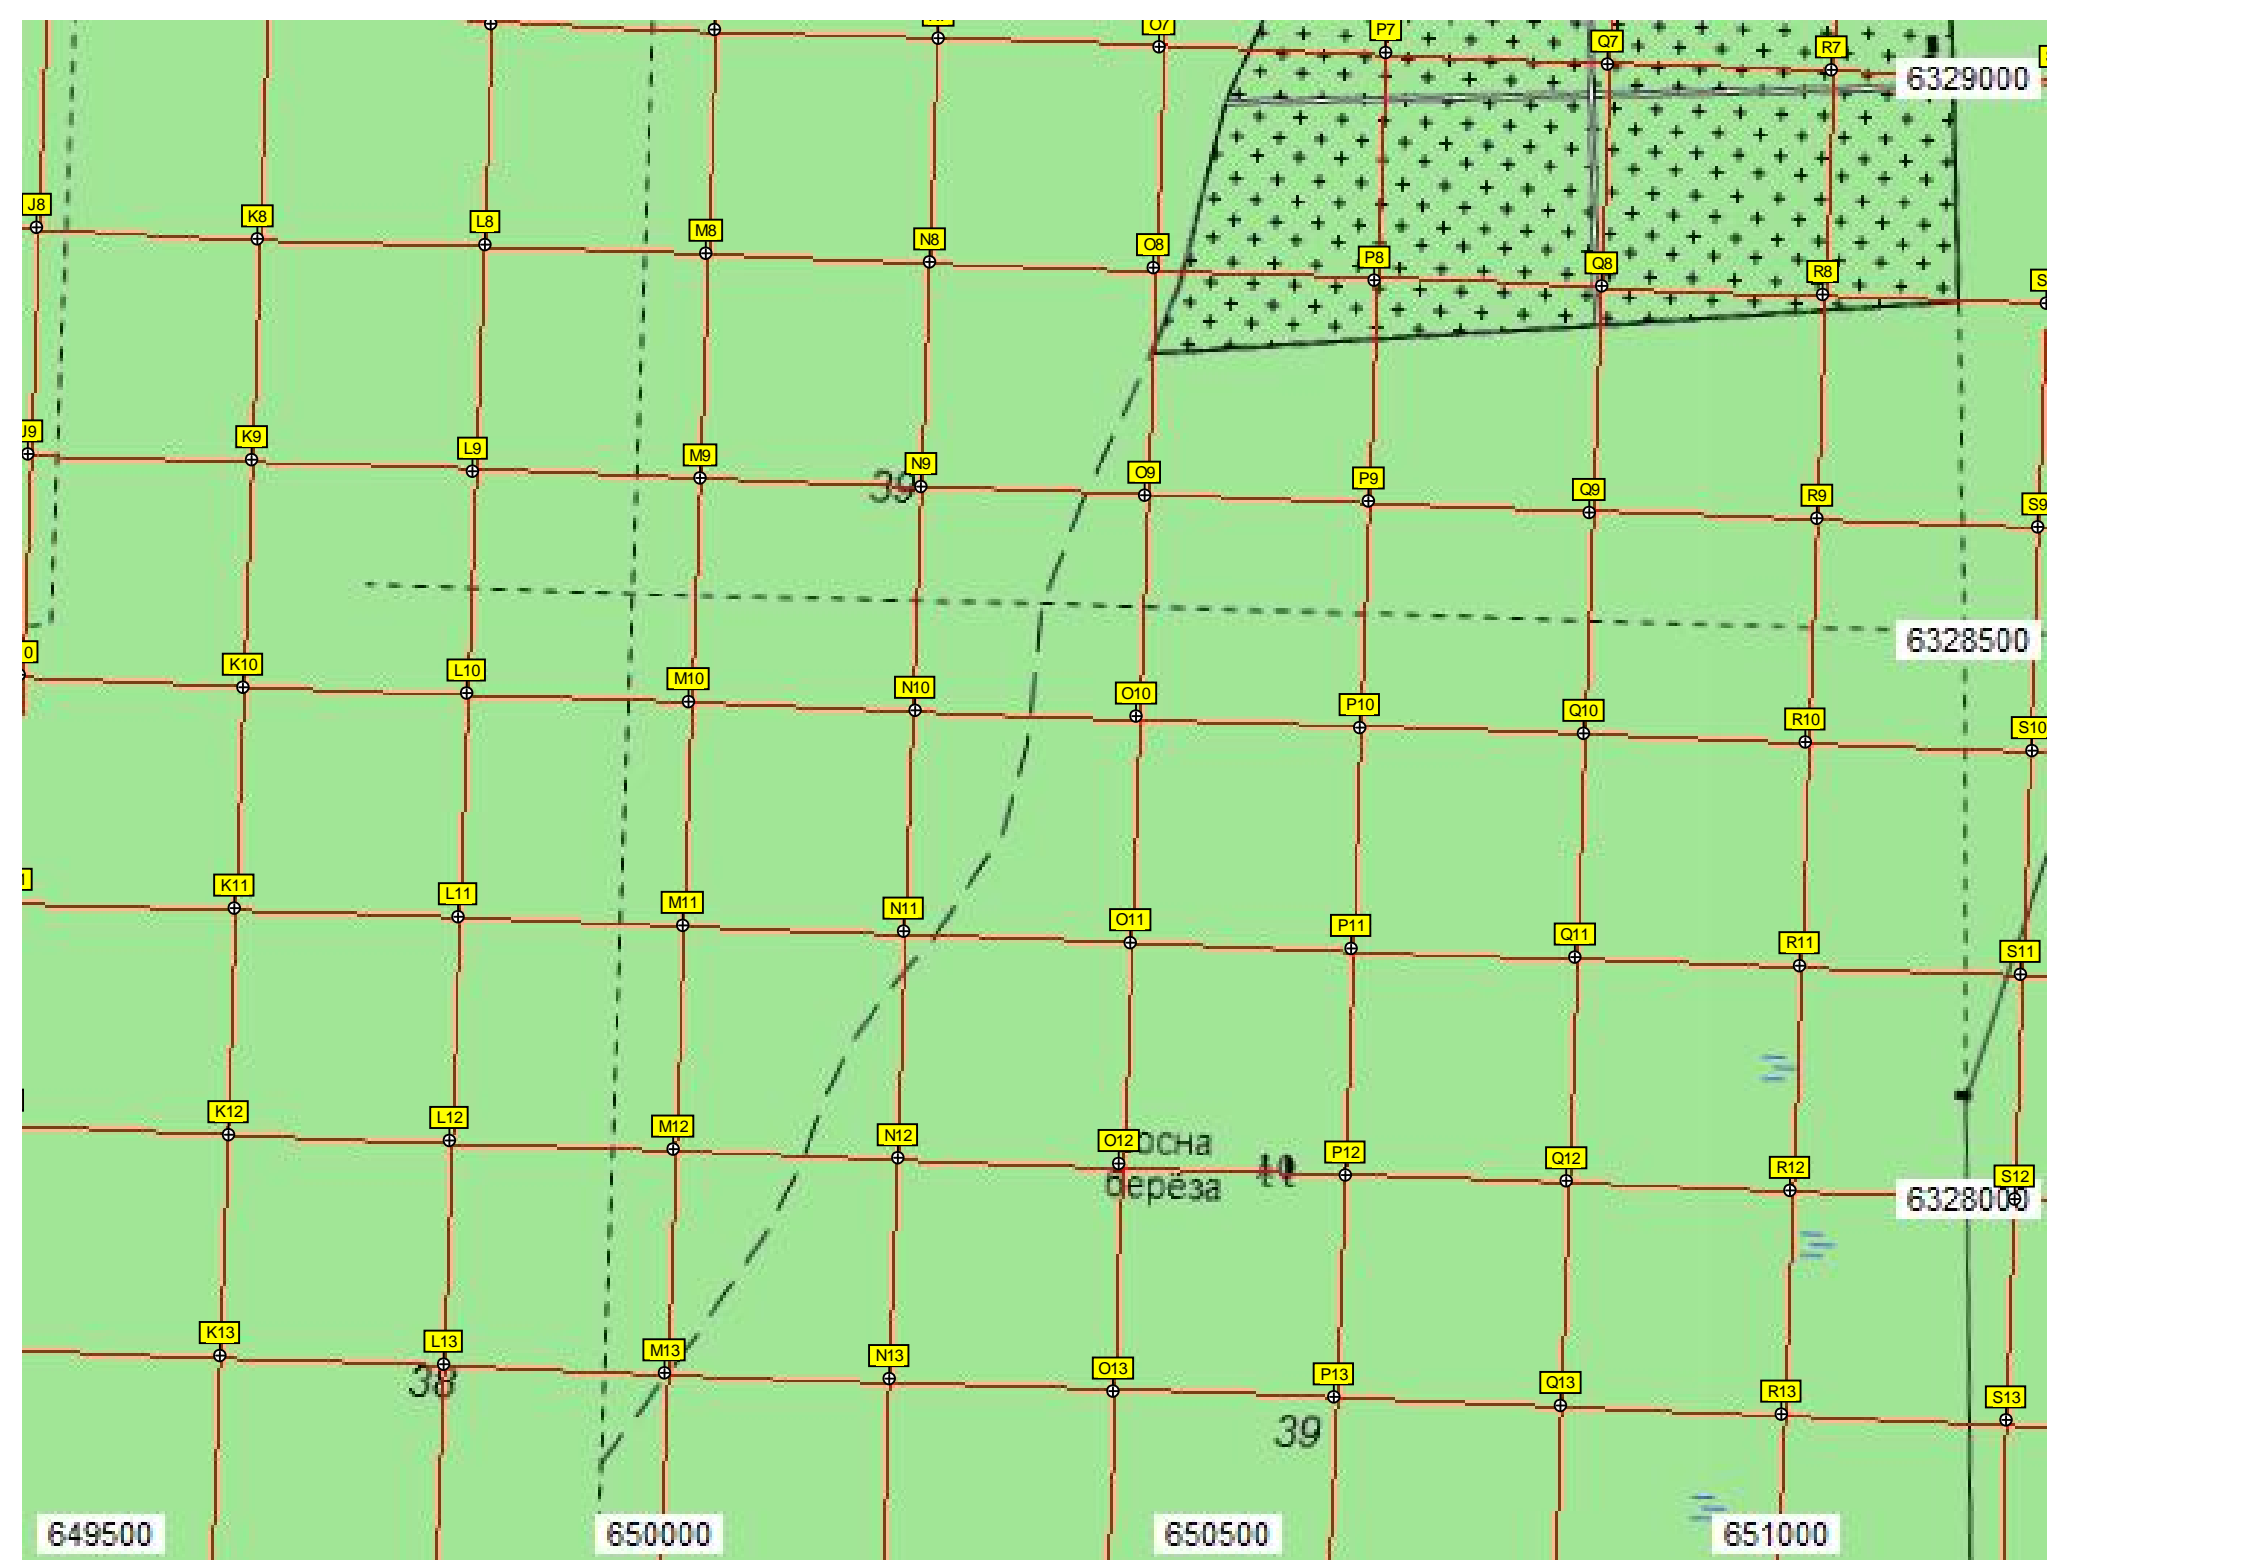 O7 P7 Q7 R7
6329000
J8 K8 L8 M8 N8 O8 P8 Q8 R8
J9 K9 L9 M9 39 N9 O9 P9 Q9 R9 S9
6328500
K10 L10 M10 N10 O10 P10 Q10 R10 S10
K11 L11 M11 N11 O11 P11 Q11 R11 S11
K12 L12 M12 N12 O12 осна P12 Q12 R12 S12
берёза
6328000
K13 L13 M13 N13 O13 P13 Q13 R13 S13
38
39
649500 650000 650500 651000